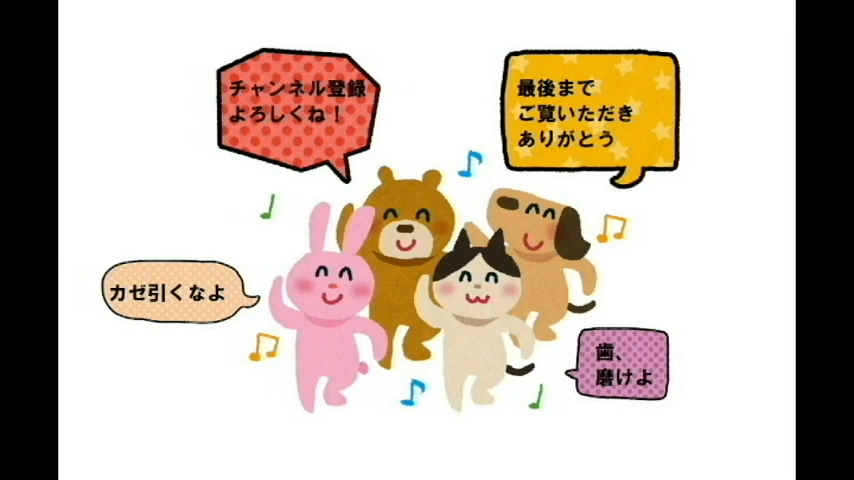 チャンネル登録
よろしくね！
最後まで
ご覧いただき
ありがとう
カゼ引くなよ
歯、
磨けよ